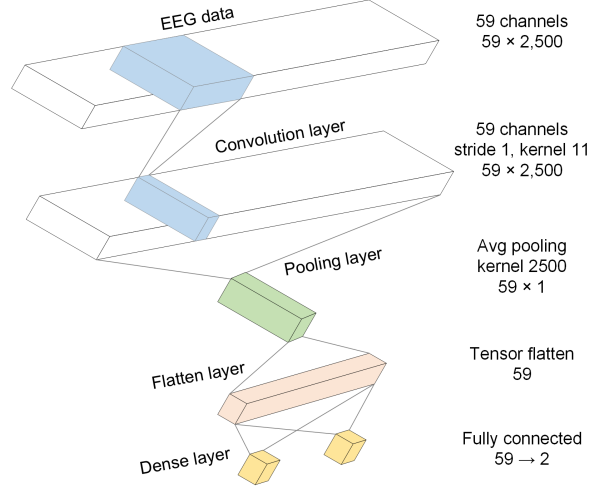 EEG data
59 channels
59 × 2,500
Convolution layer
59 channels
stride 1, kernel 11
59 × 2,500
Pooling layer
Avg pooling
kernel 2500
59 × 1
Flatten layer
Tensor flatten
59
Dense layer
Fully connected
59 → 2